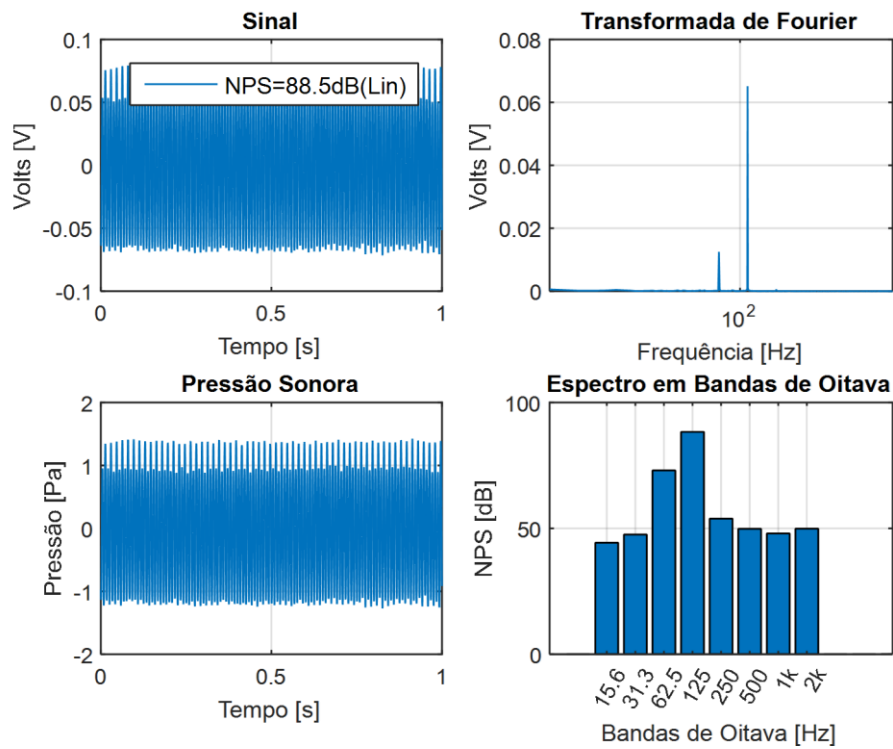 Sinal
0.1
0.05
0
-0.05
-0.1
Volts [V]
NPS=88.5dB(Lin)
0
0.5
1
Tempo [s]
Transformada de Fourier
0.08
0.06
0.04
0.02
0
Volts [V]
10²
Frequência [Hz]
Pressão Sonora
2
1
0
-1
-2
Pressão [Pa]
0
0.5
1
Tempo [s]
Espectro em Bandas de Oitava
100
50
0
NPS [dB]
15.6
31.3
62.5
125
250
500
1k
2k
Bandas de Oitava [Hz]